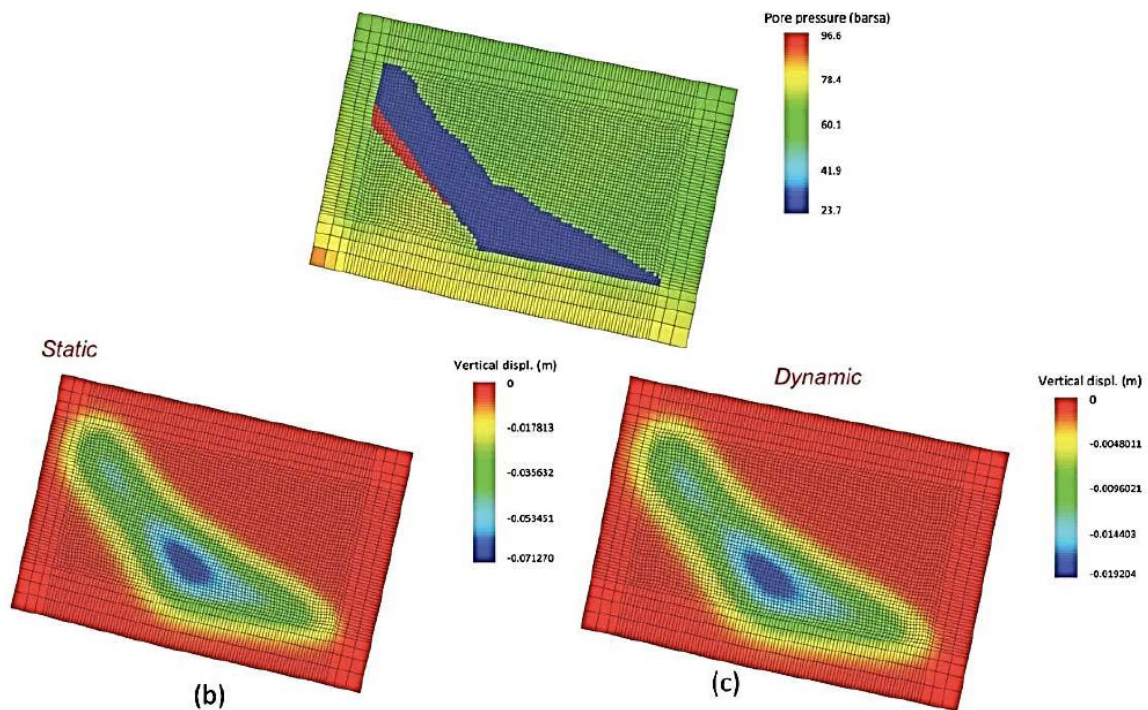 Pore pressure (barsa)
96.6
78.4
60.1
41.9
23.7
Static
Vertical displ. (m)
0
-0.017813
-0.035632
-0.053451
-0.071270
(b)
Dynamic
Vertical displ. (m)
0
-0.0048011
-0.0096021
-0.014403
-0.019204
(c)